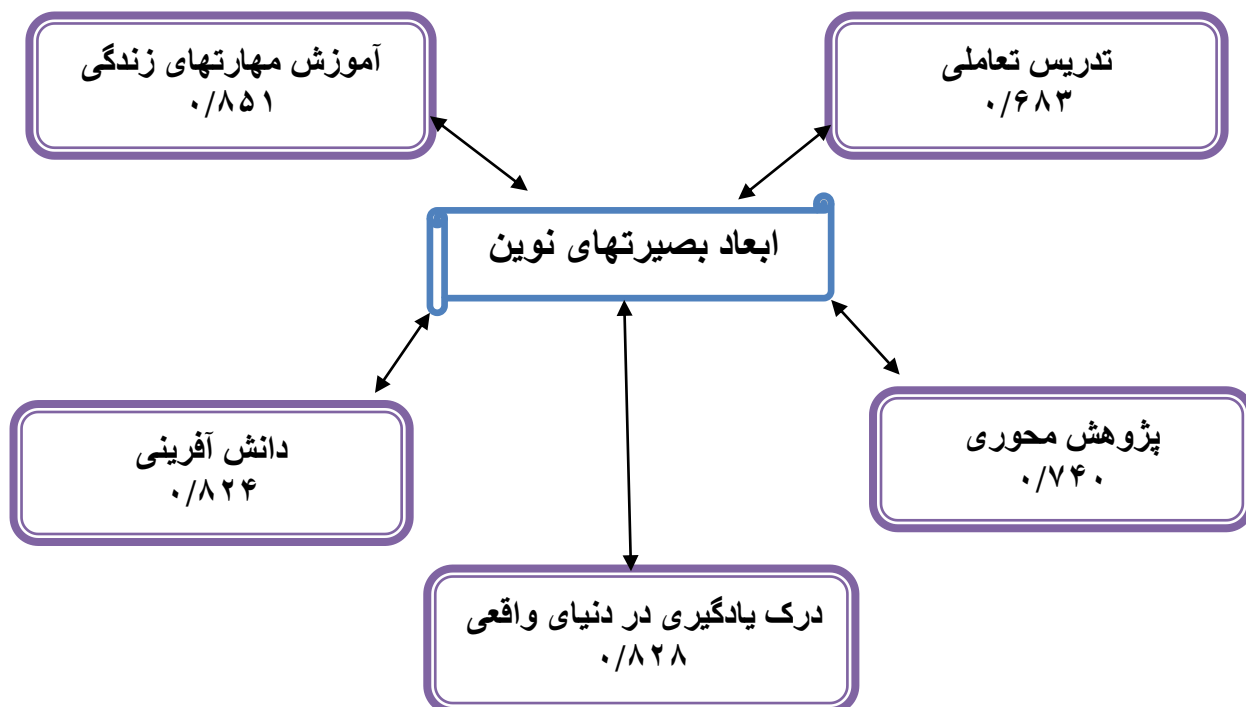 تدریس تعاملی
۰/۶۸۳
آموزش مهارتهای زندگی
۰/۸۵۱
ابعاد بصیرتهای نوین
پژوهش محوری
۰/۷۴۰
دانش آفرینی
۰/۸۲۴
درک یادگیری در دنیای واقعی
۰/۸۲۸